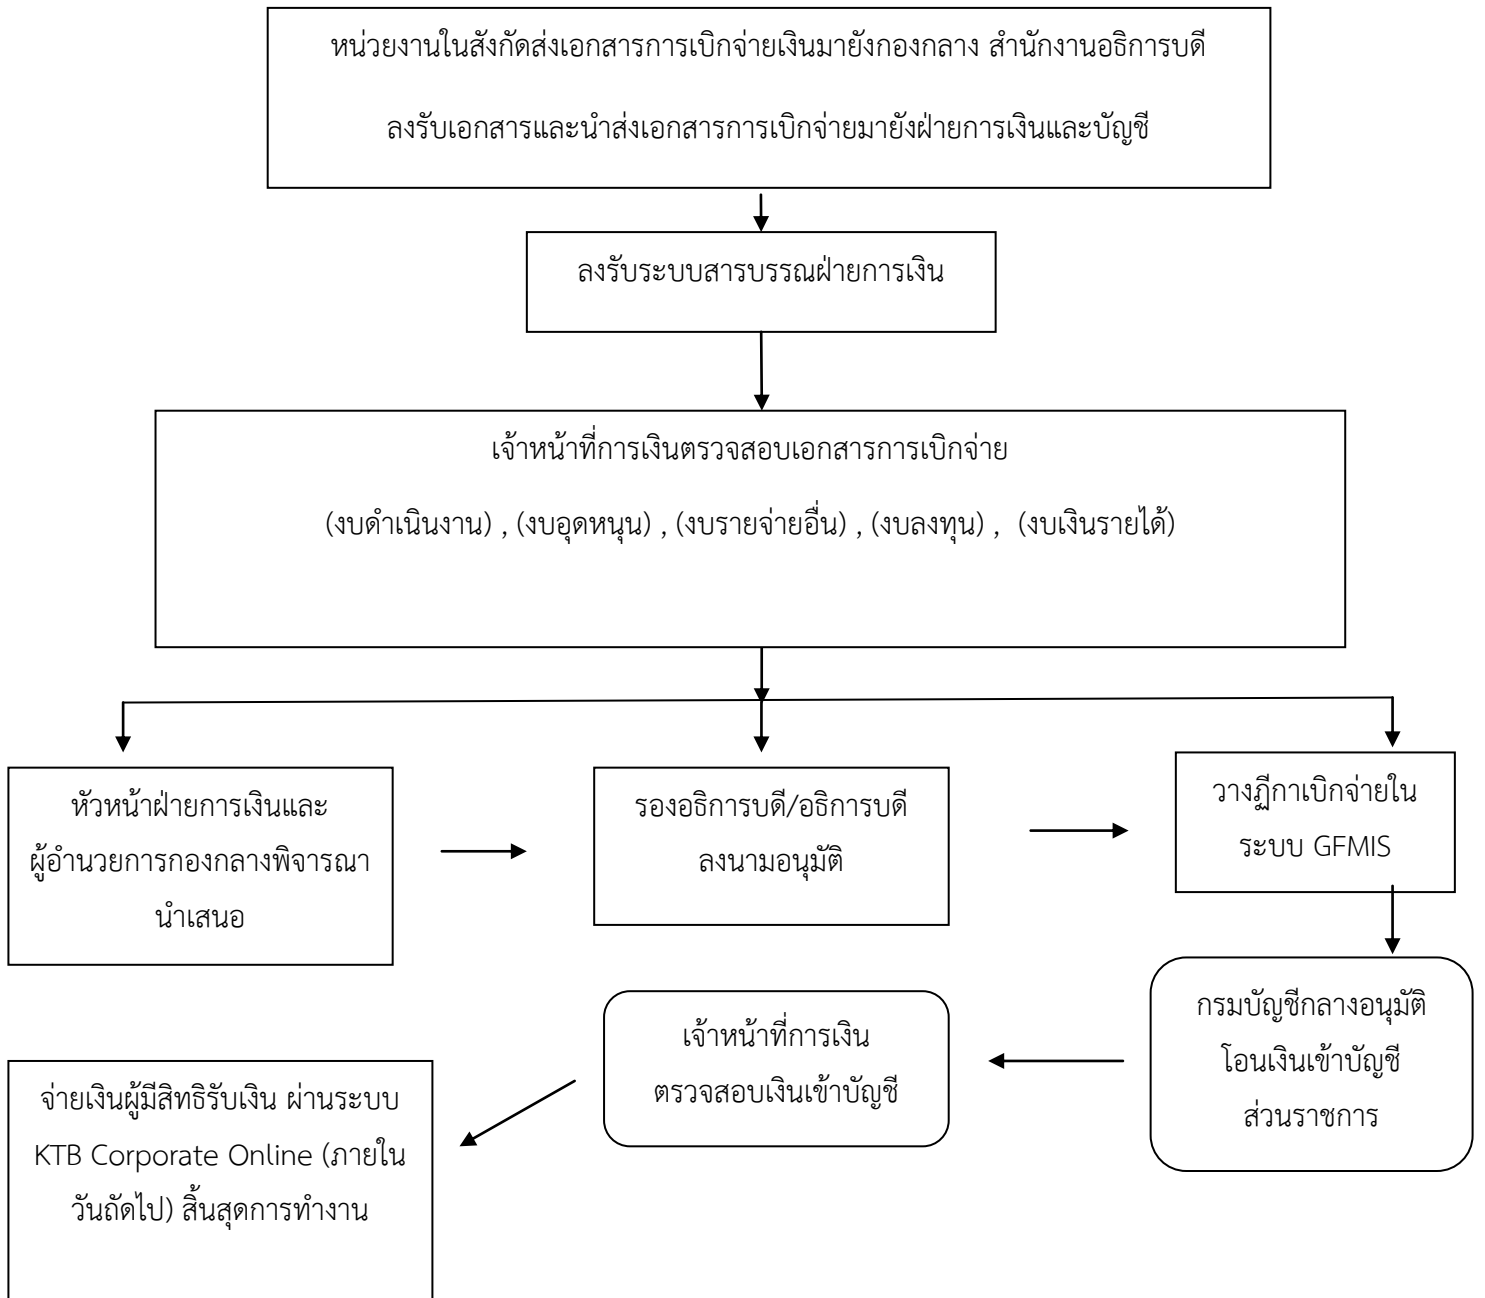 หน่วยงานในสังกัดส่งเอกสารการเบิกจ่ายเงินมายังกองกลาง สำนักงานอธิการบดี
ลงรับเอกสารและนำส่งเอกสารการเบิกจ่ายมายังฝ่ายการเงินและบัญชี
ลงรับระบบสารบรรณฝ่ายการเงิน
เจ้าหน้าที่การเงินตรวจสอบเอกสารการเบิกจ่าย
(งบดำเนินงาน) , (งบอุดหนุน) , (งบรายจ่ายอื่น) , (งบลงทุน) , (งบเงินรายได้)
หัวหน้าฝ่ายการเงินและ
ผู้อำนวยการกองกลางพิจารณา
นำเสนอ
รองอธิการบดี/อธิการบดี
ลงนามอนุมัติ
วางฎีกาเบิกจ่ายใน
ระบบ GFMIS
กรมบัญชีกลางอนุมัติ
โอนเงินเข้าบัญชี
ส่วนราชการ
เจ้าหน้าที่การเงิน
ตรวจสอบเงินเข้าบัญชี
จ่ายเงินผู้มีสิทธิรับเงิน ผ่านระบบ
KTB Corporate Online (ภายใน
วันถัดไป) สิ้นสุดการทำงาน